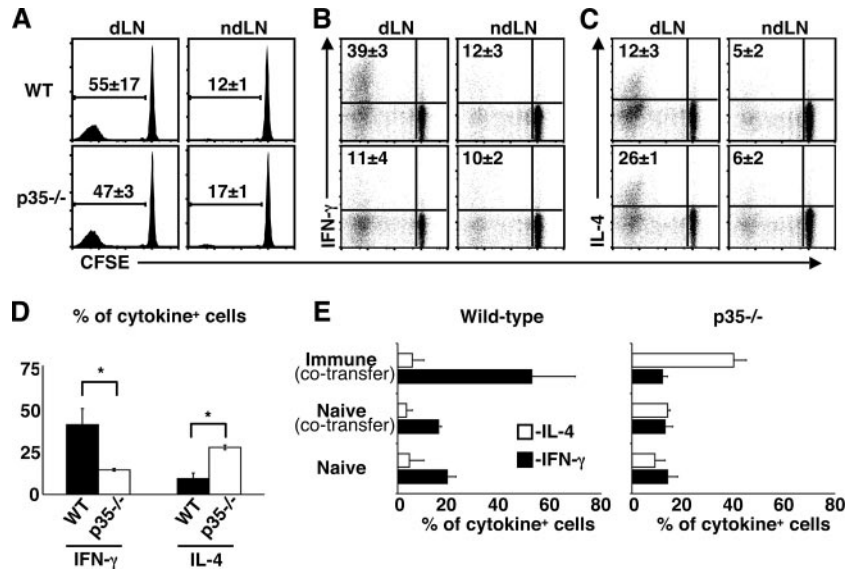 A
dLN
ndLN
WT
55±17
12±1
p35-/-
47±3
17±1
CFSE
B
dLN
ndLN
39±3
12±3
11±4
10±2
IFN-γ
C
dLN
ndLN
12±3
5±2
26±1
6±2
IL-4
D
% of cytokine⁺ cells
75
50
25
0
*
*
WT
p35-/-
WT
p35-/-
IFN-γ
IL-4
E
Wild-type
p35-/-
Immune
(co-transfer)
Naive
(co-transfer)
Naive
-IL-4
-IFN-γ
0 20 40 60 80
0 20 40 60 80
% of cytokine⁺ cells
% of cytokine⁺ cells